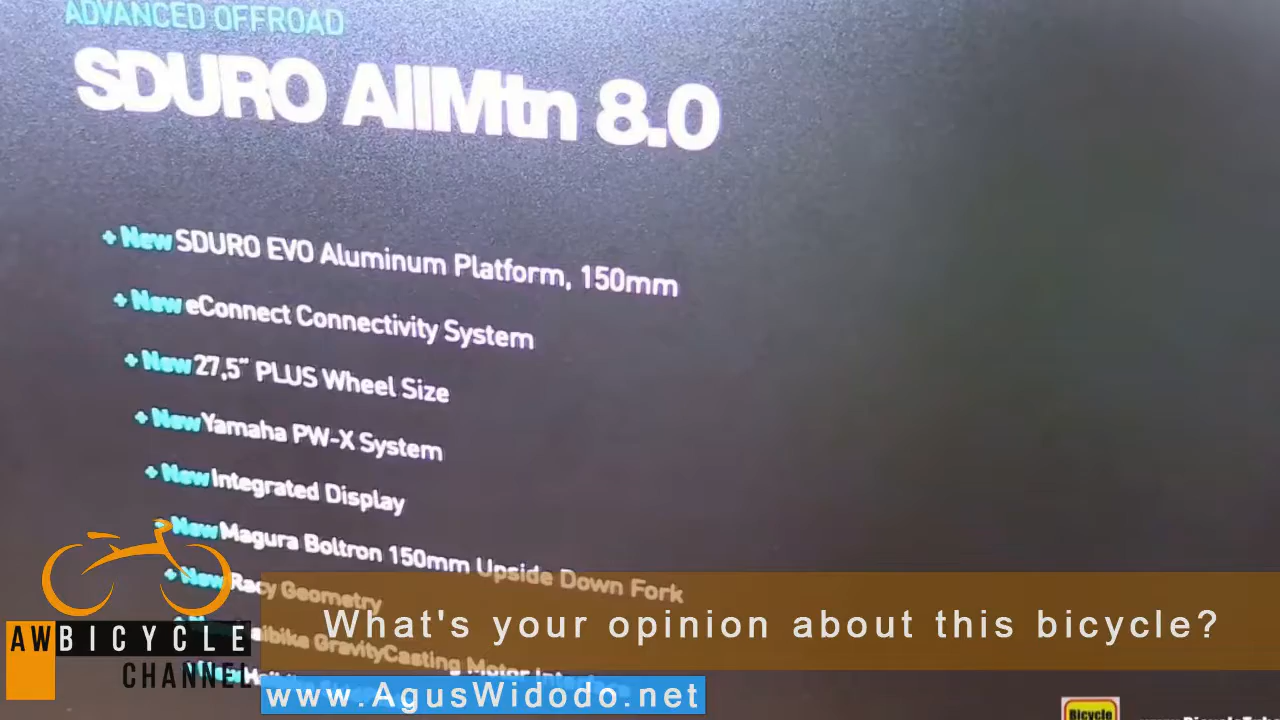 ADVANCED OFFROAD
SDURO AllMtn 8.0
+ New SDURO EVO Aluminum Platform, 150mm
+ New eConnect Connectivity System
+ New 27,5" PLUS Wheel Size
+ New Yamaha PW-X System
+ New Integrated Display
+ New Magura Boltron 150mm Upside Down Fork
+ New Racy Geometry
GravityCasting Motor
What's your opinion about this bicycle?
AWBICYCLE
CHANNEL
www.AgusWidodo.net
Bicycle